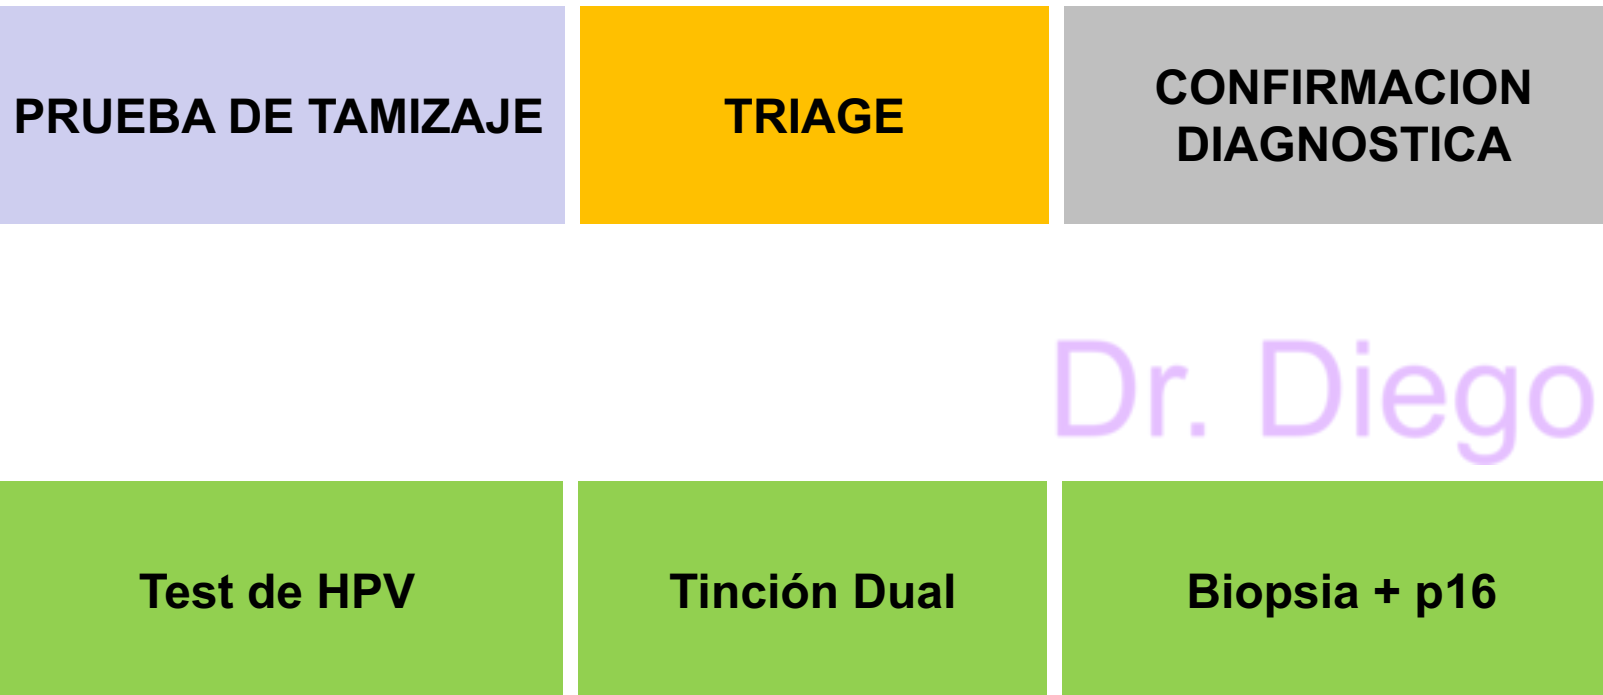 PRUEBA DE TAMIZAJE
TRIAGE
CONFIRMACION
DIAGNOSTICA
Dr. Diego
Test de HPV
Tinción Dual
Biopsia + p16